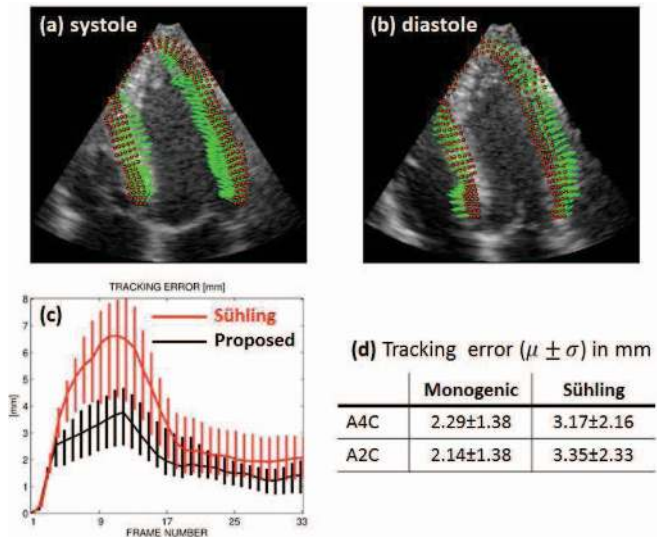 (a) systole
(b) diastole
TRACKING ERROR [mm]
(c)
Sühling
Proposed
8
7
6
5
4
3
2
1
0
[mm]
1 9 17 25 33
FRAME NUMBER
(d) Tracking error (μ ± σ) in mm
Monogenic Sühling
A4C 2.29±1.38 3.17±2.16
A2C 2.14±1.38 3.35±2.33